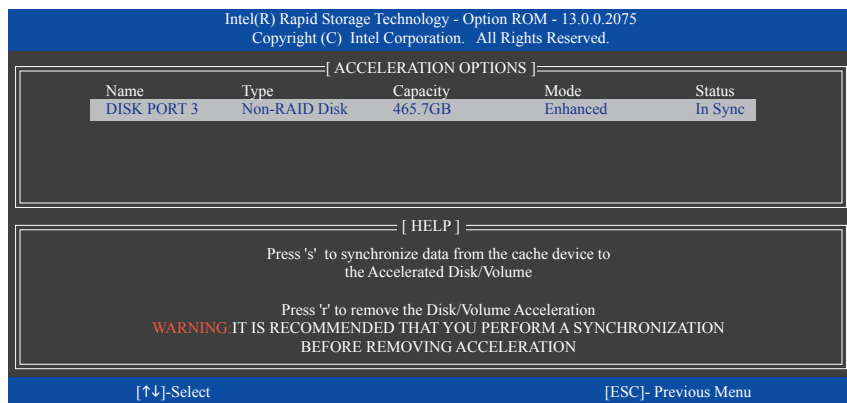 Intel(R) Rapid Storage Technology - Option ROM - 13.0.0.2075
Copyright (C) Intel Corporation. All Rights Reserved.
[ ACCELERATION OPTIONS ]
Name Type Capacity Mode Status
DISK PORT 3 Non-RAID Disk 465.7GB Enhanced In Sync
[ HELP ]
Press 's' to synchronize data from the cache device to
the Accelerated Disk/Volume
Press 'r' to remove the Disk/Volume Acceleration
WARNING:IT IS RECOMMENDED THAT YOU PERFORM A SYNCHRONIZATION
BEFORE REMOVING ACCELERATION
[↑↓]-Select [ESC]- Previous Menu